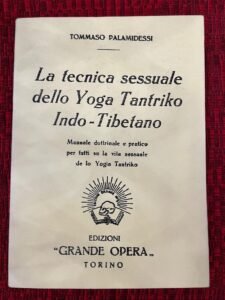 TOMMASO PALAMIDESSI
La tecnica sessuale
dello Yoga Tantriko
Indo-Tibetano
Manuale dottrinale e pratico
per tutti su la vita sessuale
de lo Yogin Tantriko
EDIZIONI
"GRANDE OPERA„
TORINO